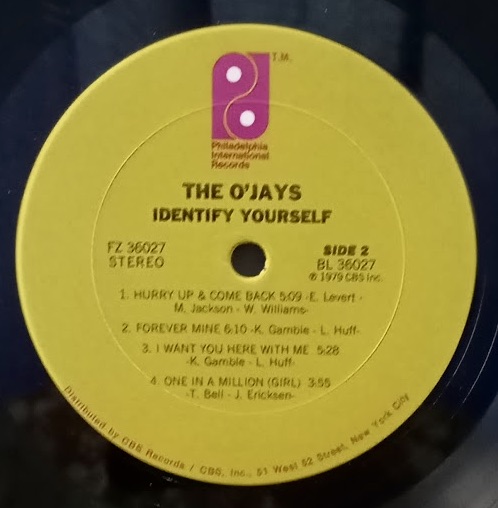 T.M.
Philadelphia
International
Records
THE O'JAYS
IDENTIFY YOURSELF
FZ 36027
STEREO
SIDE 2
BL 36027
℗ 1979 CBS Inc.
1. HURRY UP & COME BACK 5:09 -E. Levert -
M. Jackson - W. Williams-
2. FOREVER MINE 6:10 -K. Gamble - L. Huff-
3. I WANT YOU HERE WITH ME 5:28
-K. Gamble - L. Huff-
4. ONE IN A MILLION (GIRL) 3:55
-T. Bell - J. Ericksen-
Distributed by CBS Records / CBS, Inc., 51 West 52 Street, New York City